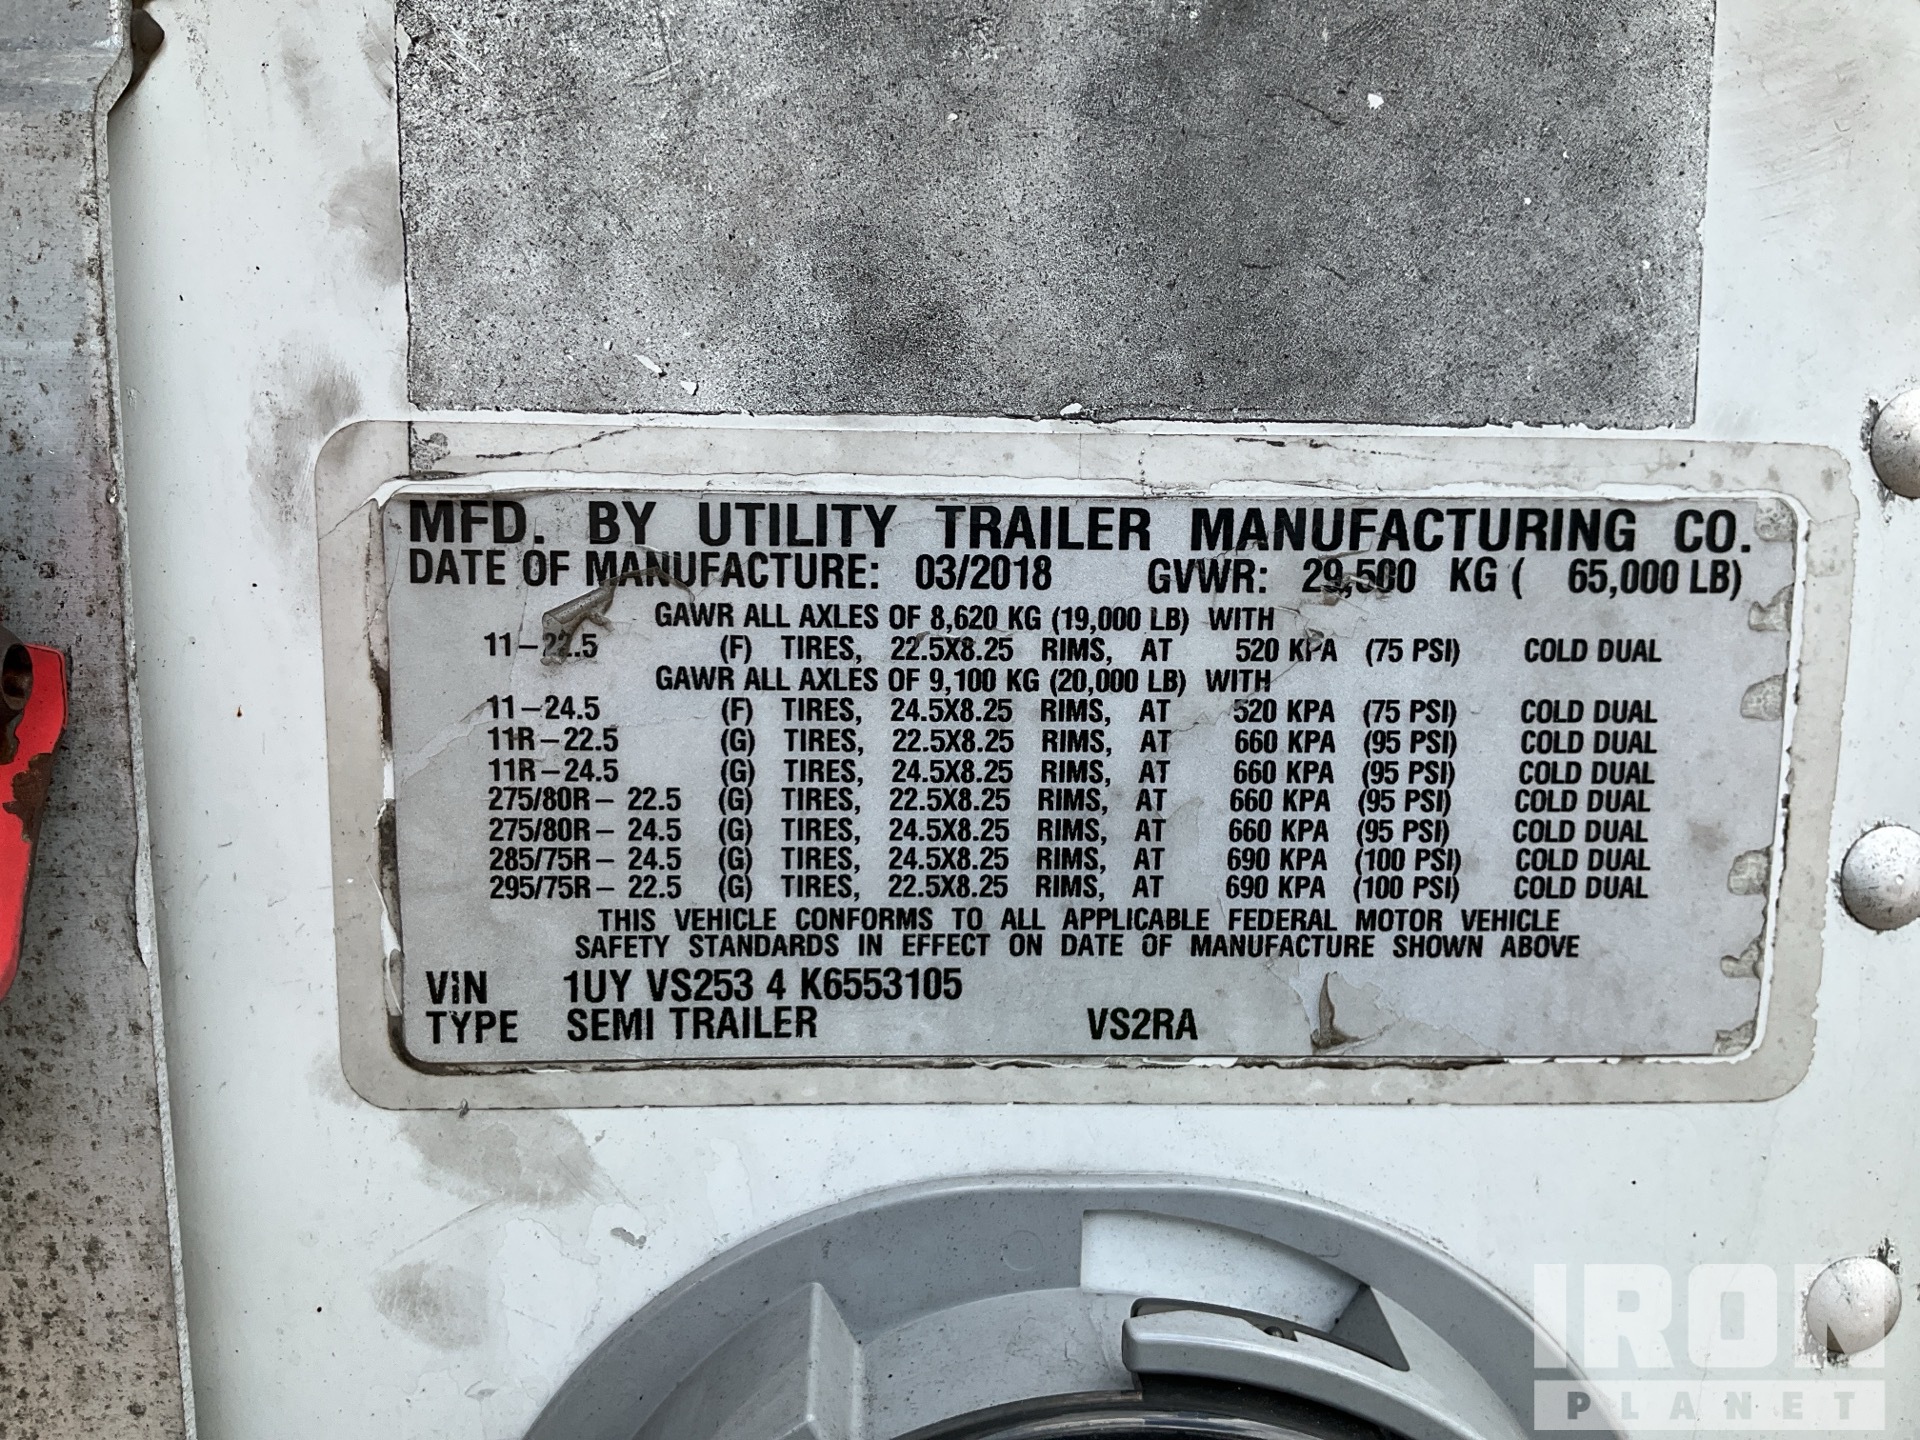 MFD. BY UTILITY TRAILER MANUFACTURING CO.
DATE OF MANUFACTURE: 03/2018 GVWR: 29,500 KG ( 65,000 LB)
GAWR ALL AXLES OF 8,620 KG (19,000 LB) WITH
11-22.5 (F) TIRES, 22.5X8.25 RIMS, AT 520 KPA (75 PSI) COLD DUAL
GAWR ALL AXLES OF 9,100 KG (20,000 LB) WITH
11-24.5 (F) TIRES, 24.5X8.25 RIMS, AT 520 KPA (75 PSI) COLD DUAL
11R-22.5 (G) TIRES, 22.5X8.25 RIMS, AT 660 KPA (95 PSI) COLD DUAL
11R-24.5 (G) TIRES, 24.5X8.25 RIMS, AT 660 KPA (95 PSI) COLD DUAL
275/80R- 22.5 (G) TIRES, 22.5X8.25 RIMS, AT 660 KPA (95 PSI) COLD DUAL
275/80R- 24.5 (G) TIRES, 24.5X8.25 RIMS, AT 660 KPA (95 PSI) COLD DUAL
285/75R- 24.5 (G) TIRES, 24.5X8.25 RIMS, AT 690 KPA (100 PSI) COLD DUAL
295/75R- 22.5 (G) TIRES, 22.5X8.25 RIMS, AT 690 KPA (100 PSI) COLD DUAL
THIS VEHICLE CONFORMS TO ALL APPLICABLE FEDERAL MOTOR VEHICLE
SAFETY STANDARDS IN EFFECT ON DATE OF MANUFACTURE SHOWN ABOVE
VIN 1UY VS253 4 K6553105
TYPE SEMI TRAILER VS2RA
IRON
PLANET